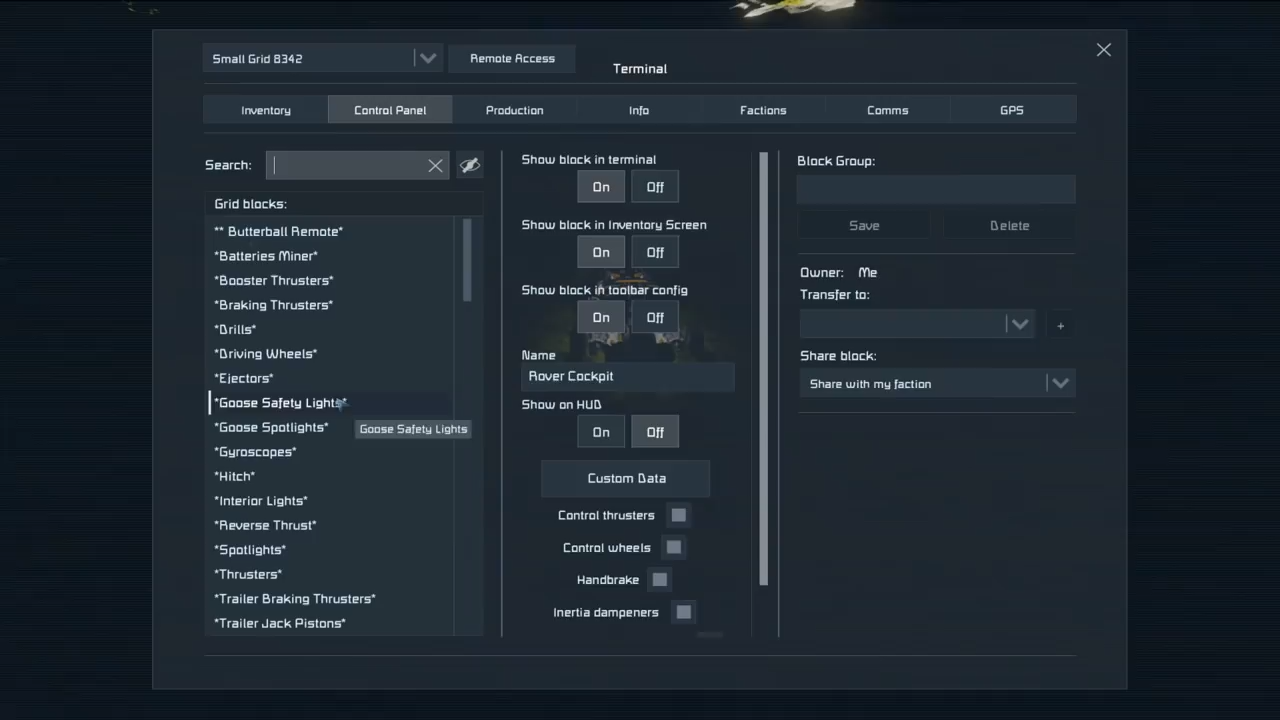 Small Grid 8342
Remote Access
Terminal
Inventory
Control Panel
Production
Info
Factions
Comms
GPS
Search:
Grid blocks:
** Butterball Remote*
*Batteries Miner*
*Booster Thrusters*
*Braking Thrusters*
*Drills*
*Driving Wheels*
*Ejectors*
*Goose Safety Lights*
*Goose Spotlights*
Goose Safety Lights
*Gyroscopes*
*Hitch*
*Interior Lights*
*Reverse Thrust*
*Spotlights*
*Thrusters*
*Trailer Braking Thrusters*
*Trailer Jack Pistons*
Show block in terminal
On Off
Show block in Inventory Screen
On Off
Show block in toolbar config
On Off
Name
Rover Cockpit
Show on HUD
On Off
Custom Data
Control thrusters
Control wheels
Handbrake
Inertia dampeners
Block Group:
Save
Delete
Owner: Me
Transfer to:
+
Share block:
Share with my faction